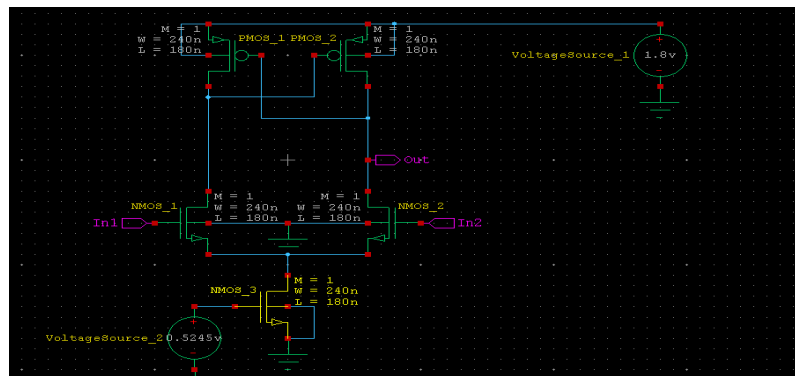 M = 1
W = 240n
L = 180n
PMOS_1
PMOS_2
M = 1
W = 240n
L = 180n
VoltageSource_1
1.8v
Out
NMOS_1
M = 1
W = 240n
L = 180n
M = 1
W = 240n
L = 180n
NMOS_2
In1
In2
NMOS_3
M = 1
W = 240n
L = 180n
VoltageSource_2
0.5245v